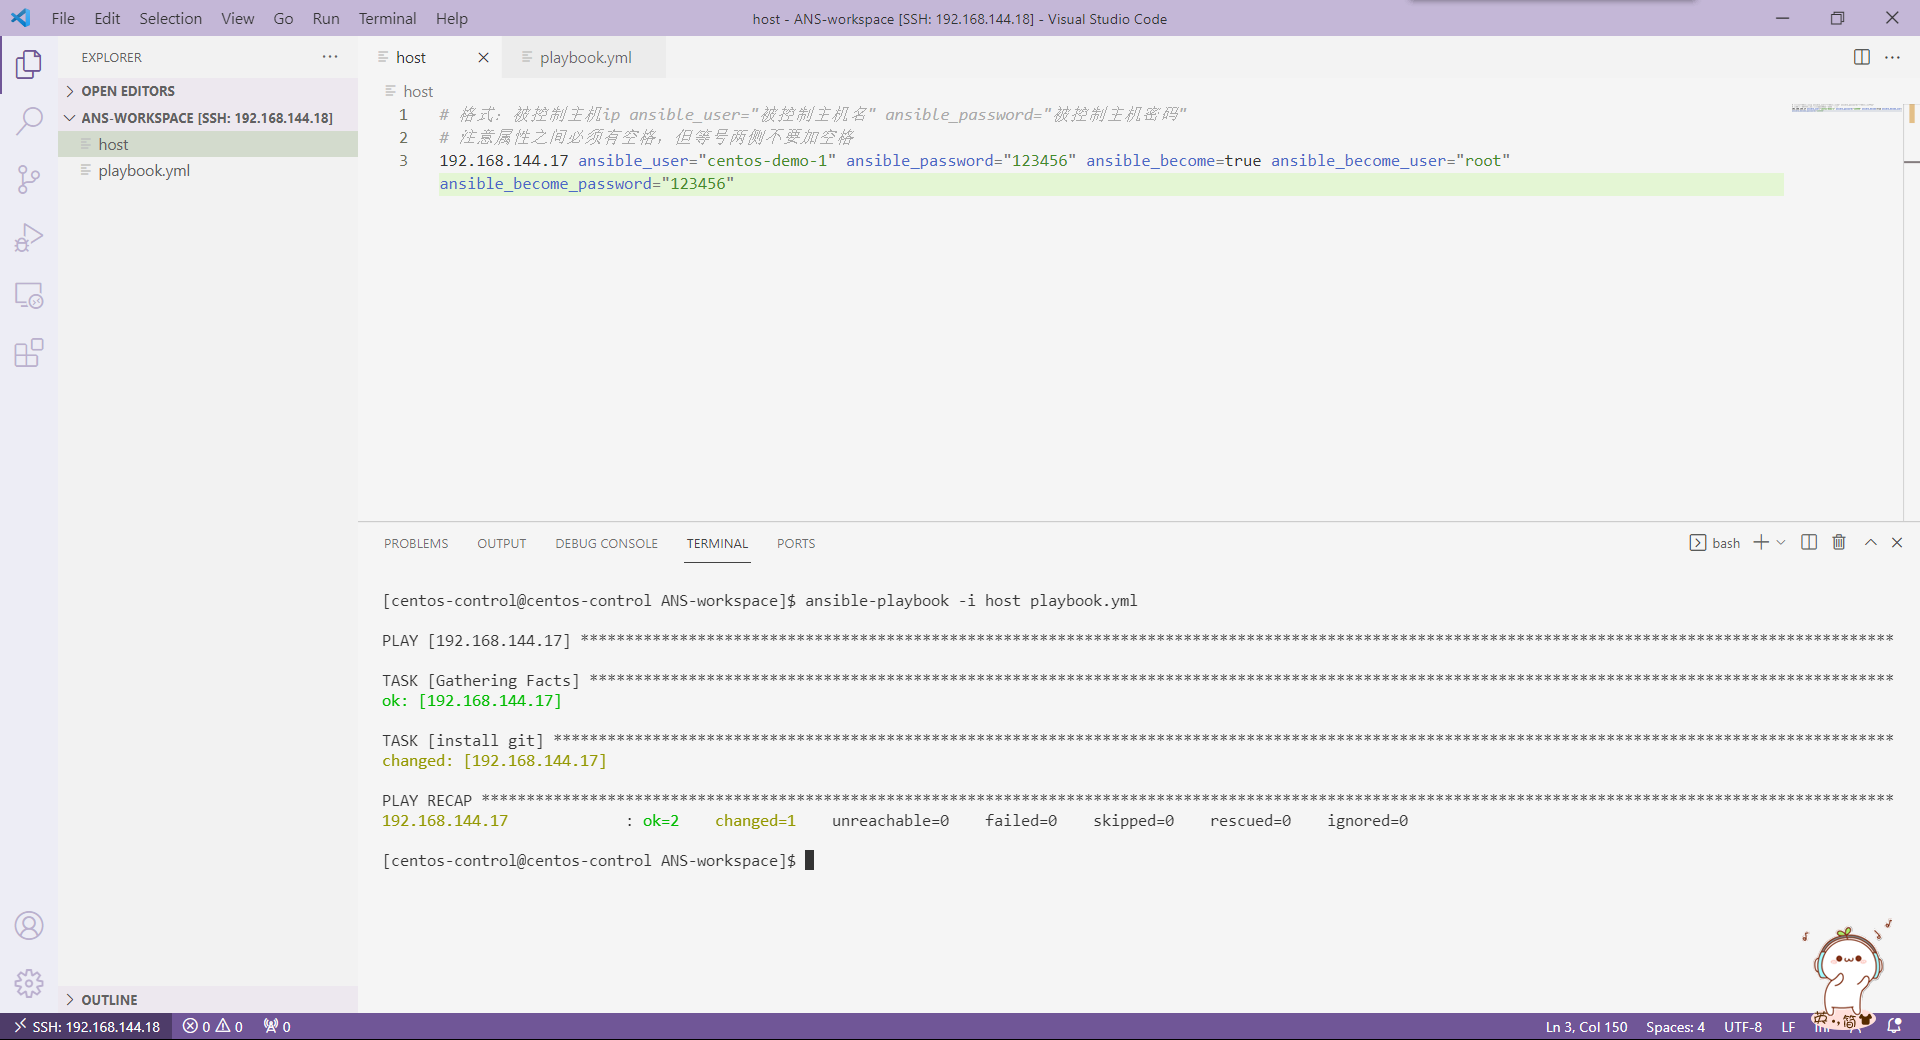 File Edit Selection View Go Run Terminal Help
host - ANS-workspace [SSH: 192.168.144.18] - Visual Studio Code
EXPLORER
OPEN EDITORS
ANS-WORKSPACE [SSH: 192.168.144.18]
host
playbook.yml
OUTLINE
host playbook.yml
host
1 # 格式：被控制主机ip ansible_user="被控制主机名" ansible_password="被控制主机密码"
2 # 注意属性之间必须有空格，但等号两侧不要加空格
3 192.168.144.17 ansible_user="centos-demo-1" ansible_password="123456" ansible_become=true ansible_become_user="root"
ansible_become_password="123456"
PROBLEMS OUTPUT DEBUG CONSOLE TERMINAL PORTS
bash
[centos-control@centos-control ANS-workspace]$ ansible-playbook -i host playbook.yml
PLAY [192.168.144.17] **************************************************************************************************************************************************
TASK [Gathering Facts] *************************************************************************************************************************************************
ok: [192.168.144.17]
TASK [install git] *****************************************************************************************************************************************************
changed: [192.168.144.17]
PLAY RECAP *************************************************************************************************************************************************************
192.168.144.17 : ok=2 changed=1 unreachable=0 failed=0 skipped=0 rescued=0 ignored=0
[centos-control@centos-control ANS-workspace]$
SSH: 192.168.144.18 0 0 0
Ln 3, Col 150 Spaces: 4 UTF-8 LF
英 简